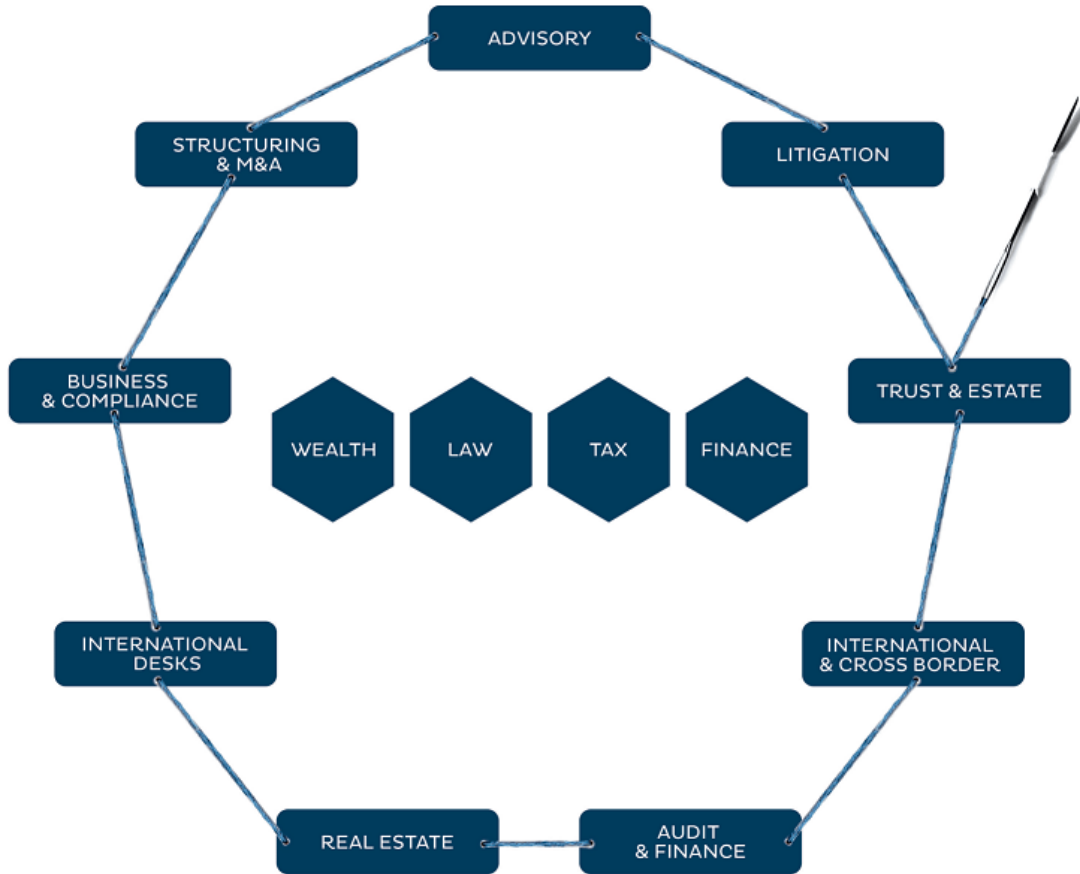 ADVISORY
STRUCTURING
& M&A
LITIGATION
BUSINESS
& COMPLIANCE
TRUST & ESTATE
WEALTH
LAW
TAX
FINANCE
INTERNATIONAL
DESKS
INTERNATIONAL
& CROSS BORDER
REAL ESTATE
AUDIT
& FINANCE